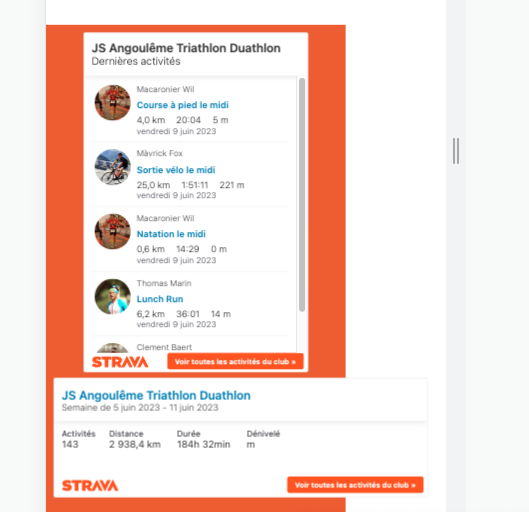 JS Angoulême Triathlon Duathlon
Dernières activités
Macaronier Wil
Course à pied le midi
4,0 km 20:04 5 m
vendredi 9 juin 2023
Màvrick Fox
Sortie vélo le midi
25,0 km 1:51:11 221 m
vendredi 9 juin 2023
Macaronier Wil
Natation le midi
0,6 km 14:29 0 m
vendredi 9 juin 2023
Thomas Marin
Lunch Run
6,2 km 36:01 14 m
vendredi 9 juin 2023
Clement Baert
STRAVA Voir toutes les activités du club »
JS Angoulême Triathlon Duathlon
Semaine de 5 juin 2023 - 11 juin 2023
Activités Distance Durée Dénivelé
143 2 938,4 km 184h 32min m
STRAVA Voir toutes les activités du club »